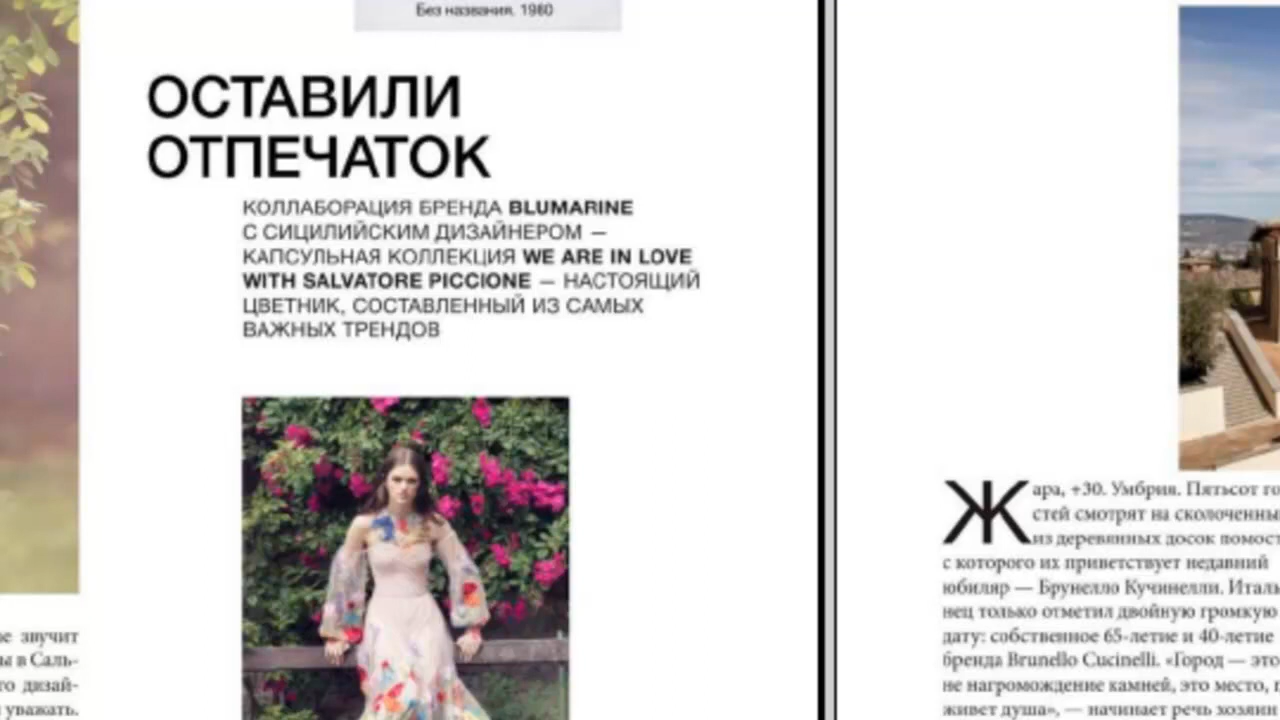 Без названия. 1980
ОСТАВИЛИ
ОТПЕЧАТОК
КОЛЛАБОРАЦИЯ БРЕНДА BLUMARINE
С СИЦИЛИЙСКИМ ДИЗАЙНЕРОМ —
КАПСУЛЬНАЯ КОЛЛЕКЦИЯ WE ARE IN LOVE
WITH SALVATORE PICCIONE — НАСТОЯЩИЙ
ЦВЕТНИК, СОСТАВЛЕННЫЙ ИЗ САМЫХ
ВАЖНЫХ ТРЕНДОВ
звучит
в Саль-
дизай-
уважать.
Жара, +30. Умбрия. Пятьсот го
стей смотрят на сколоченны
из деревянных досок помост
с которого их приветствует недавний
юбиляр — Брунелло Кучинелли. Italь
нец только отметил двойную громкую
дату: собственное 65-летие и 40-летие
бренда Brunello Cucinelli. «Город — это
не нагромождение камней, это место, г
живет душа», — начинает речь хозяин